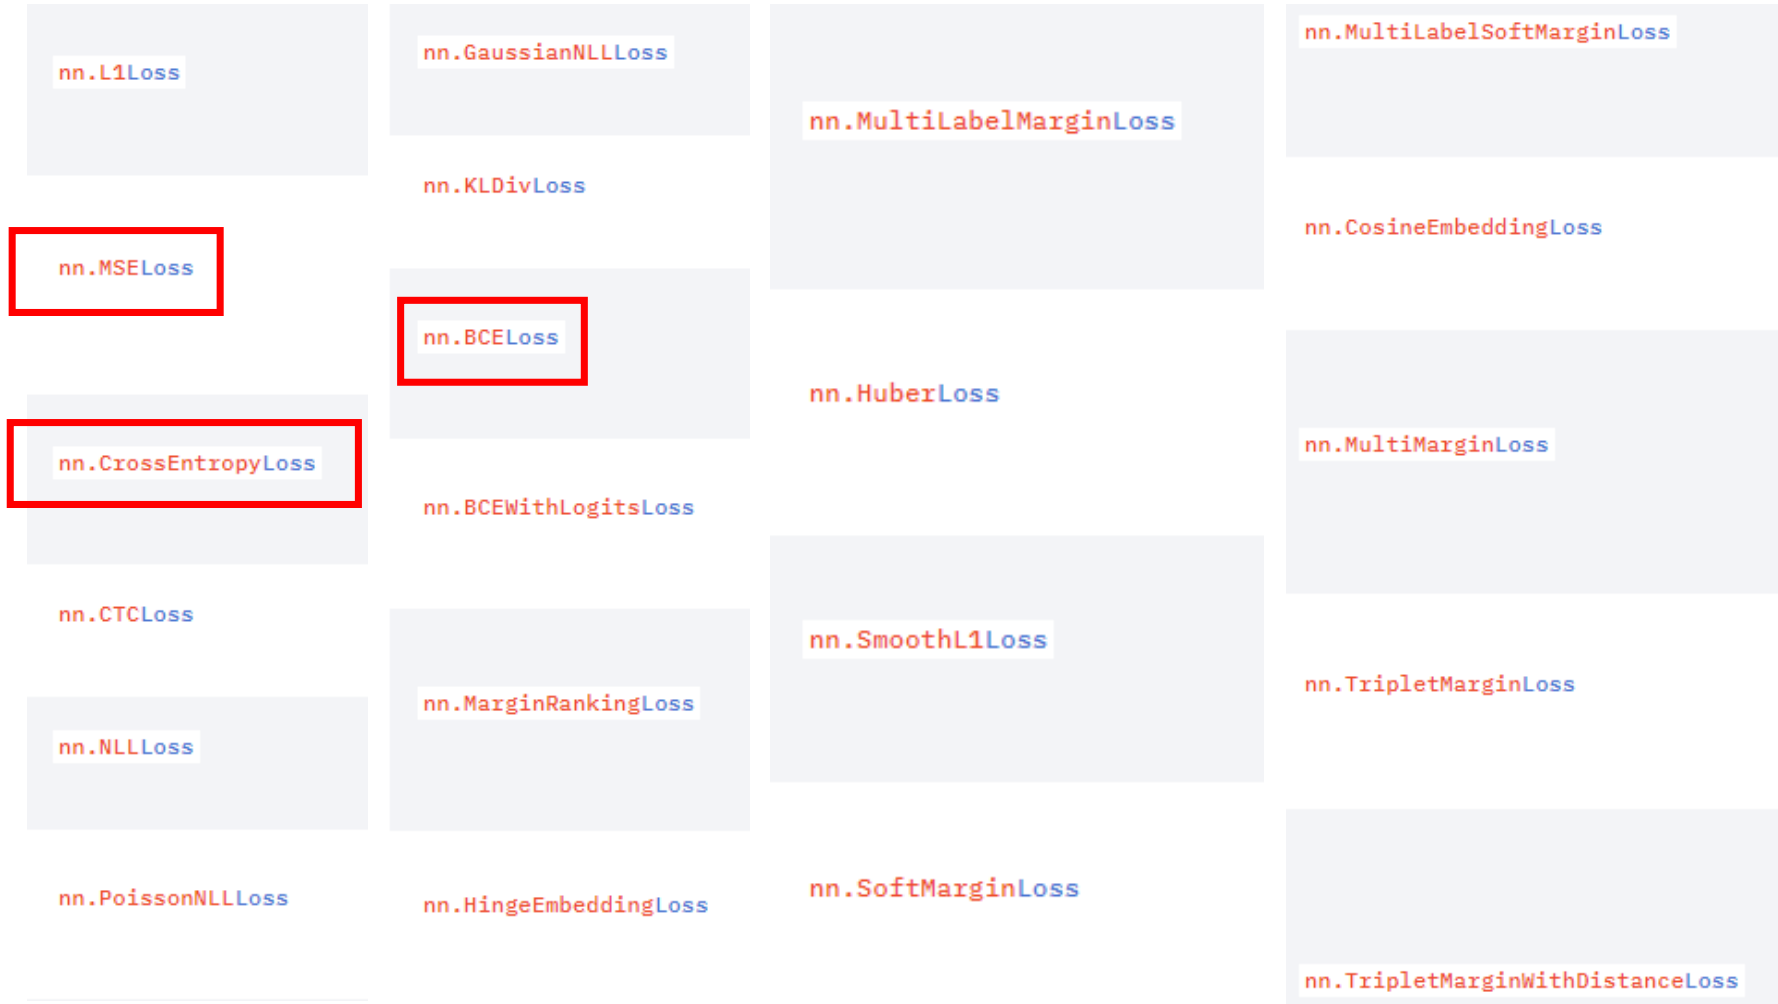 nn.L1Loss
nn.MSELoss
nn.CrossEntropyLoss
nn.CTCLoss
nn.NLLLoss
nn.PoissonNLLLoss
nn.GaussianNLLLoss
nn.KLDivLoss
nn.BCELoss
nn.BCEWithLogitsLoss
nn.MarginRankingLoss
nn.HingeEmbeddingLoss
nn.MultiLabelMarginLoss
nn.HuberLoss
nn.SmoothL1Loss
nn.SoftMarginLoss
nn.MultiLabelSoftMarginLoss
nn.CosineEmbeddingLoss
nn.MultiMarginLoss
nn.TripletMarginLoss
nn.TripletMarginWithDistanceLoss